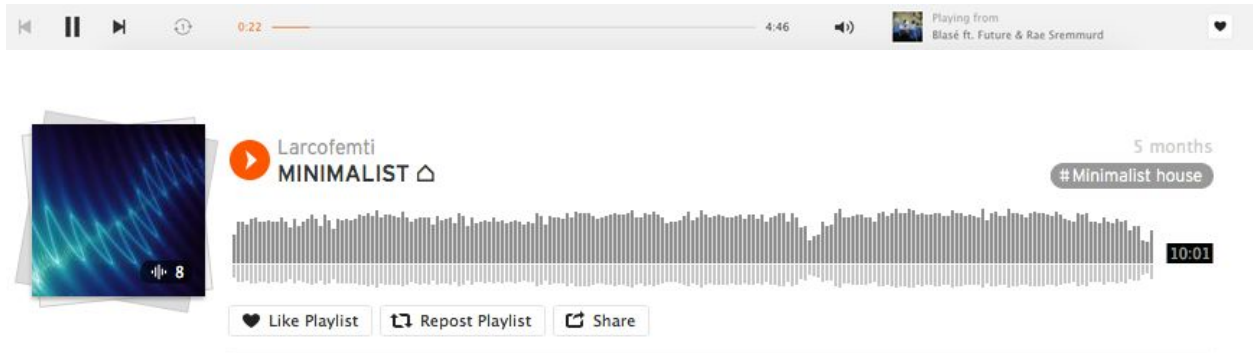 0:22 4:46 Playing from
Blasé ft. Future & Rae Sremmurd
Larcofemti 5 months
MINIMALIST #Minimalist house
10:01
8
Like Playlist Repost Playlist Share